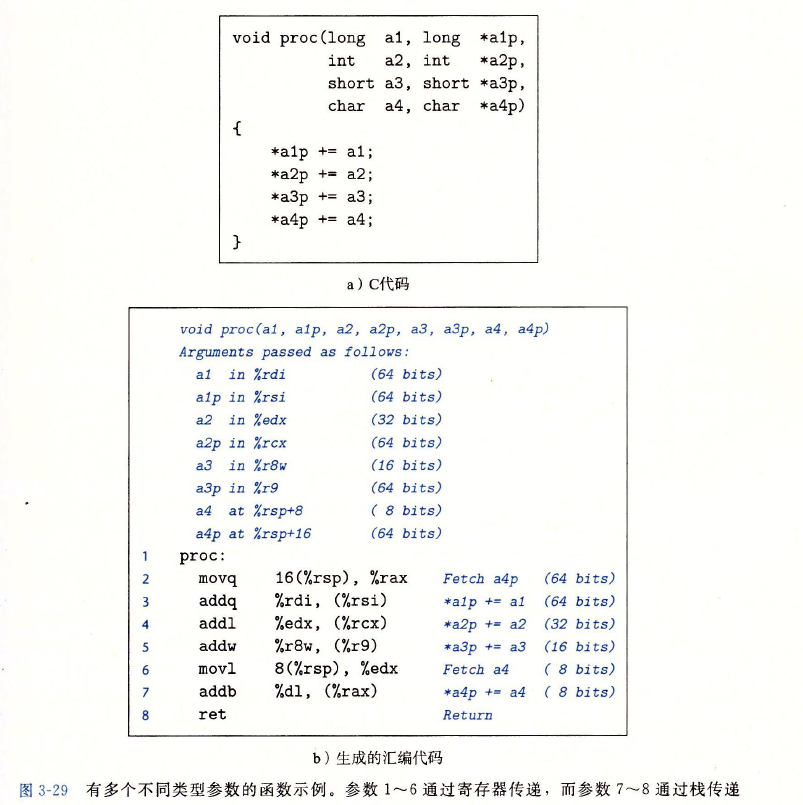 void proc(long a1, long *a1p,
int a2, int *a2p,
short a3, short *a3p,
char a4, char *a4p)
{
*a1p += a1;
*a2p += a2;
*a3p += a3;
*a4p += a4;
}
a)C代码
void proc(a1, a1p, a2, a2p, a3, a3p, a4, a4p)
Arguments passed as follows:
a1 in %rdi (64 bits)
a1p in %rsi (64 bits)
a2 in %edx (32 bits)
a2p in %rcx (64 bits)
a3 in %r8w (16 bits)
a3p in %r9 (64 bits)
a4 at %rsp+8 ( 8 bits)
a4p at %rsp+16 (64 bits)
1 proc:
2 movq 16(%rsp), %rax Fetch a4p (64 bits)
3 addq %rdi, (%rsi) *a1p += a1 (64 bits)
4 addl %edx, (%rcx) *a2p += a2 (32 bits)
5 addw %r8w, (%r9) *a3p += a3 (16 bits)
6 movl 8(%rsp), %edx Fetch a4 ( 8 bits)
7 addb %dl, (%rax) *a4p += a4 ( 8 bits)
8 ret Return
b)生成的汇编代码
图 3-29 有多个不同类型参数的函数示例。参数 1~6 通过寄存器传递，而参数 7~8 通过栈传递